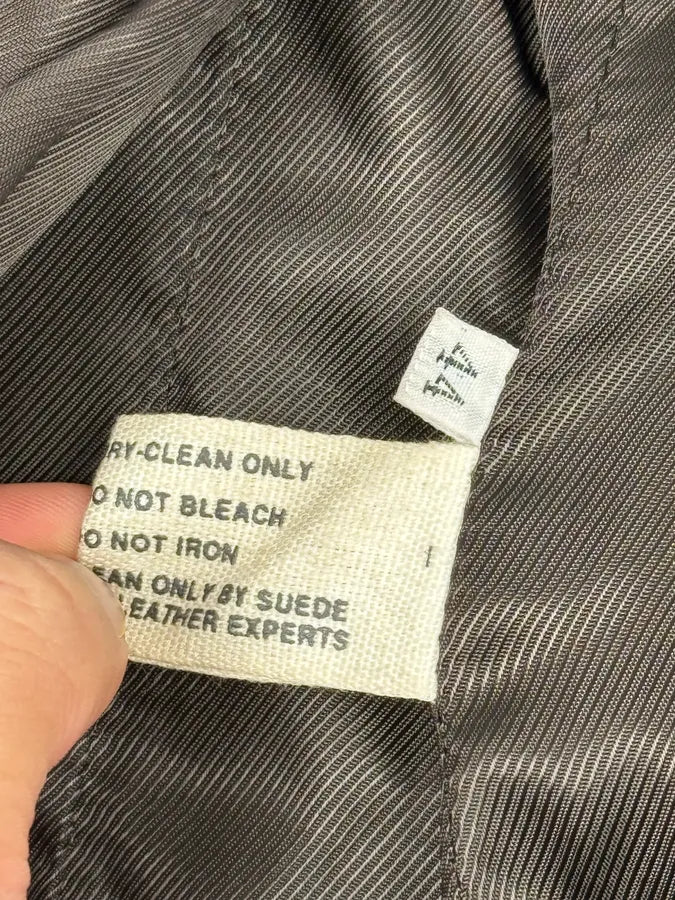 RY-CLEAN ONLY
O NOT BLEACH
O NOT IRON
EAN ONLY BY SUEDE
LEATHER EXPERTS